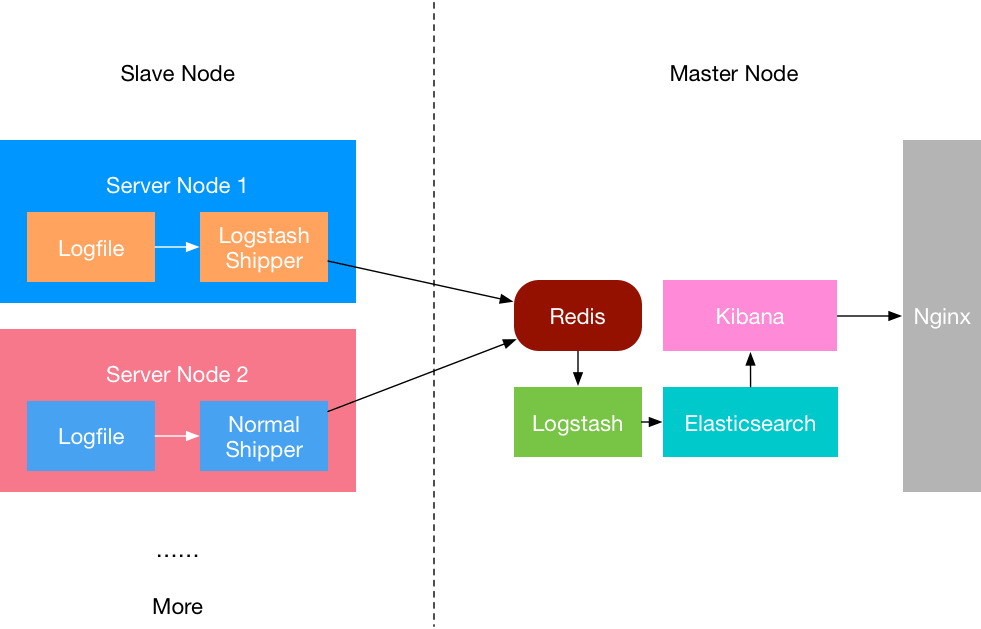 Slave Node
Master Node
Server Node 1
Logfile
Logstash
Shipper
Server Node 2
Logfile
Normal
Shipper
......
More
Redis
Kibana
Nginx
Logstash
Elasticsearch